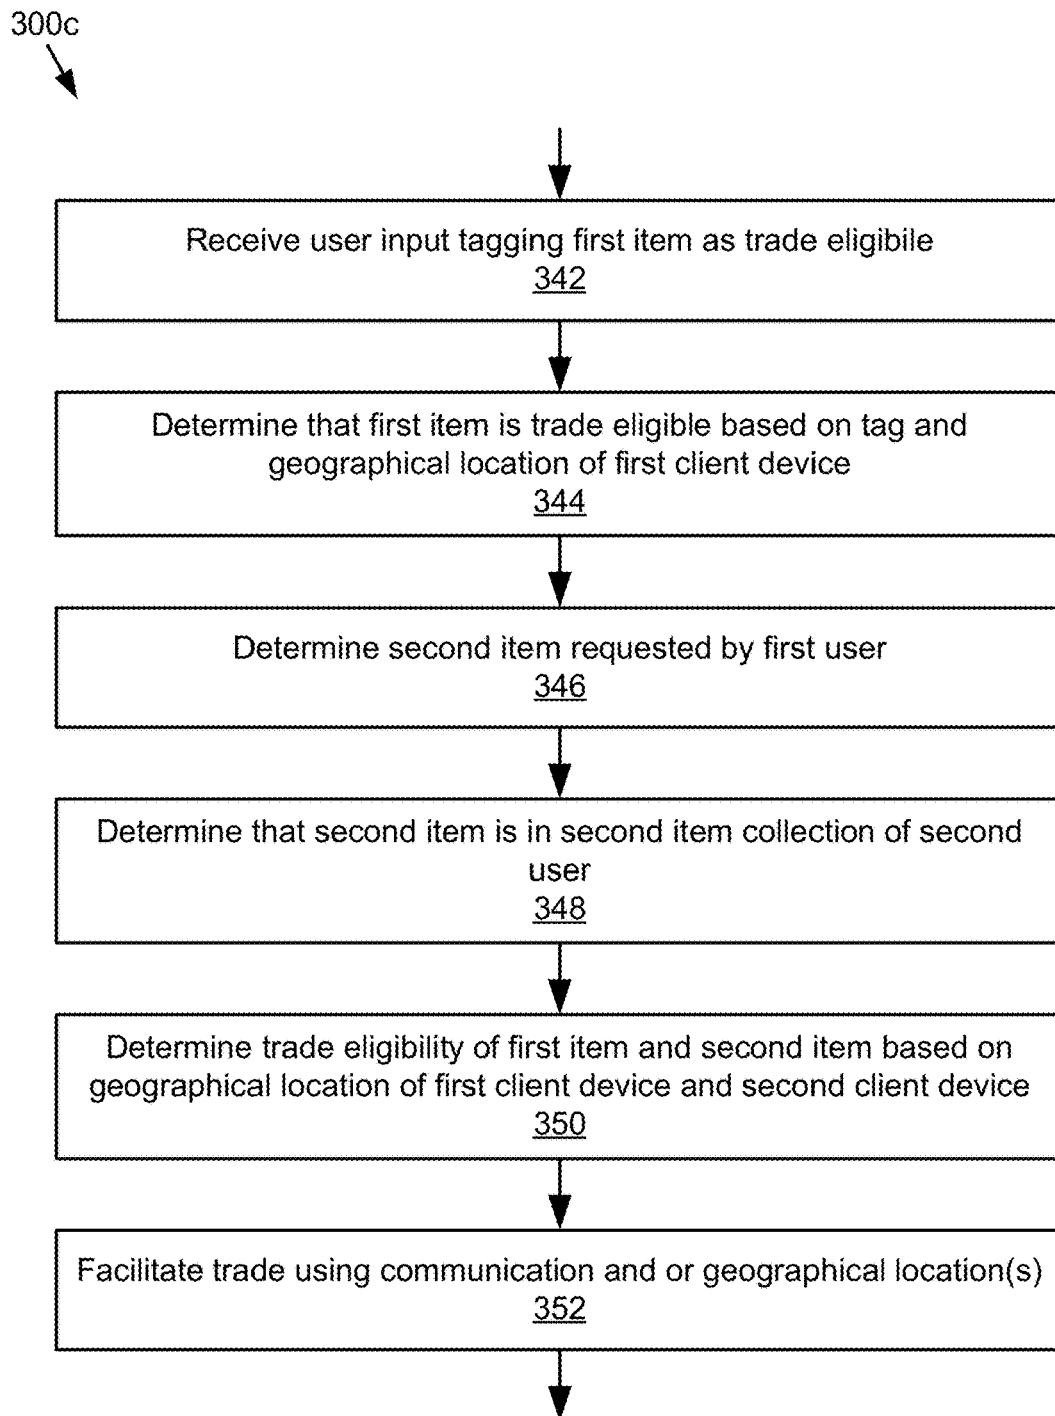 300c
Receive user input tagging first item as trade eligibile
342
Determine that first item is trade eligible based on tag and
geographical location of first client device
344
Determine second item requested by first user
346
Determine that second item is in second item collection of second
user
348
Determine trade eligibility of first item and second item based on
geographical location of first client device and second client device
350
Facilitate trade using communication and or geographical location(s)
352